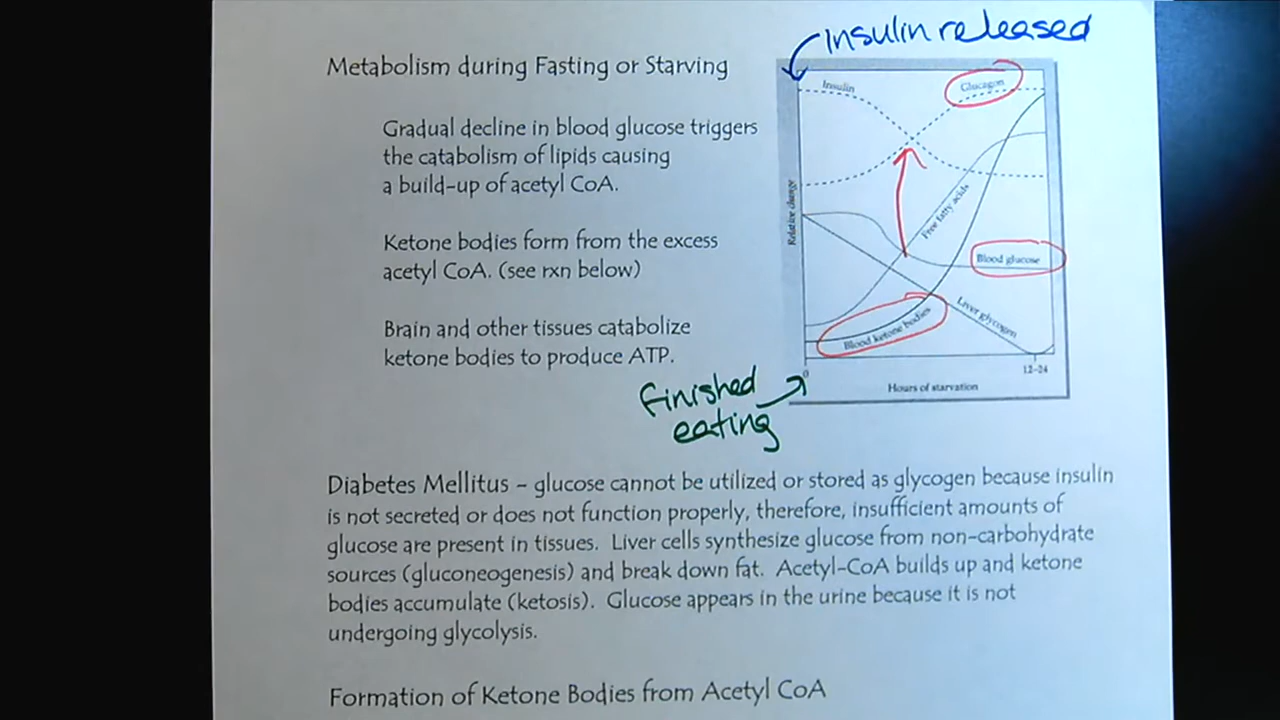 Insulin released
Metabolism during Fasting or Starving
Insulin
Glucagon
Gradual decline in blood glucose triggers
the catabolism of lipids causing
a build-up of acetyl CoA.
Relative change
Free fatty acids
Ketone bodies form from the excess
acetyl CoA. (see rxn below)
Blood glucose
Brain and other tissues catabolize
ketone bodies to produce ATP.
Blood ketone bodies
Liver glycogen
0
12–24
Hours of starvation
finished
eating
Diabetes Mellitus – glucose cannot be utilized or stored as glycogen because insulin
is not secreted or does not function properly, therefore, insufficient amounts of
glucose are present in tissues. Liver cells synthesize glucose from non-carbohydrate
sources (gluconeogenesis) and break down fat. Acetyl-CoA builds up and ketone
bodies accumulate (ketosis). Glucose appears in the urine because it is not
undergoing glycolysis.
Formation of Ketone Bodies from Acetyl CoA